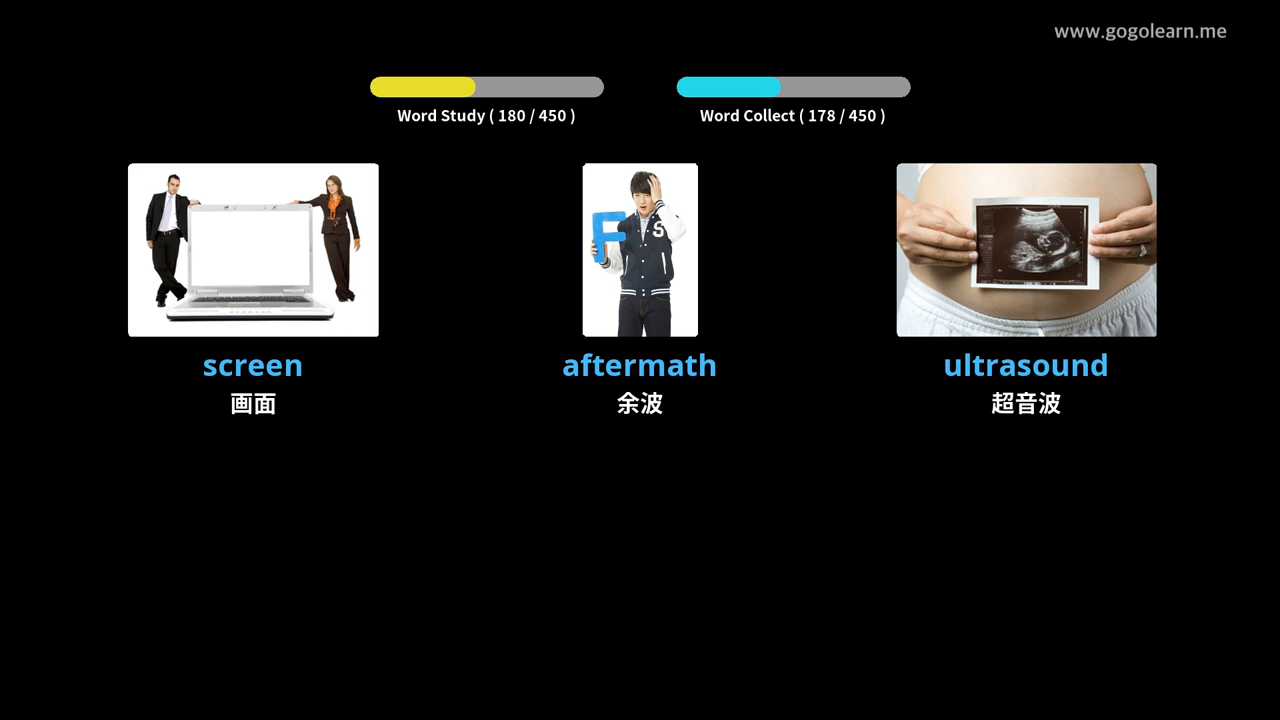 www.gogolearn.me
Word Study ( 180 / 450 )
Word Collect ( 178 / 450 )
F
S
screen
aftermath
ultrasound
画面
余波
超音波